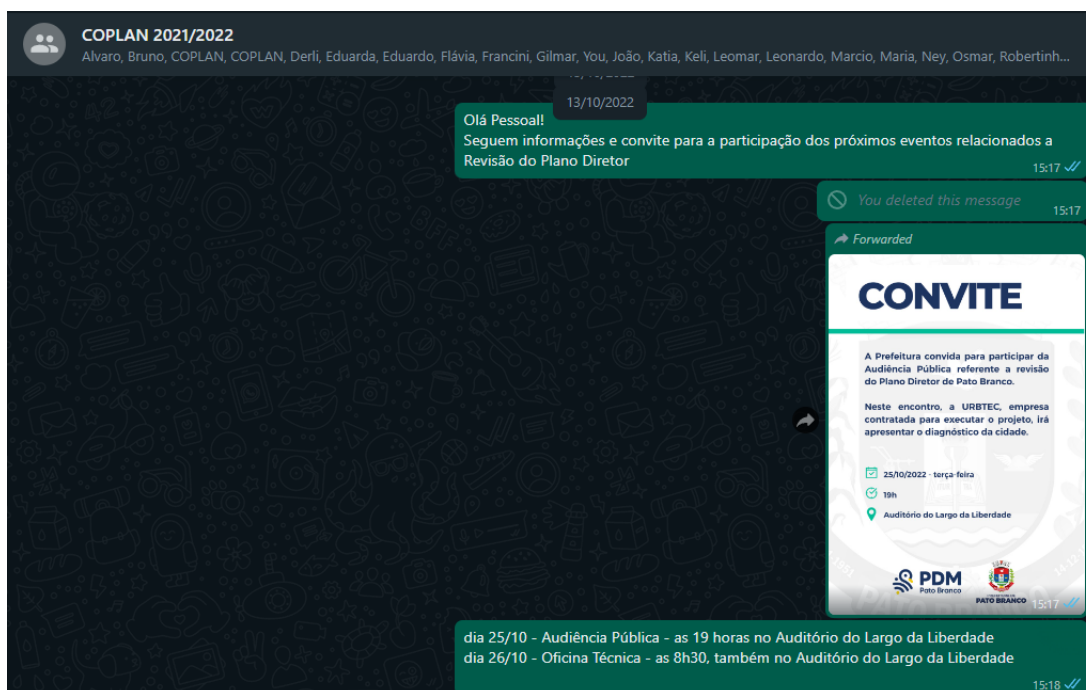 COPLAN 2021/2022
Alvaro, Bruno, COPLAN, COPLAN, Derli, Eduarda, Eduardo, Flávia, Francini, Gilmar, You, João, Katia, Keli, Leomar, Leonardo, Marcio, Maria, Ney, Osmar, Robertinh...
13/10/2022
Olá Pessoal!
Seguem informações e convite para a participação dos próximos eventos relacionados a
Revisão do Plano Diretor
15:17
You deleted this message
15:17
Forwarded
CONVITE
A Prefeitura convida para participar da
Audiência Pública referente a revisão
do Plano Diretor de Pato Branco.
Neste encontro, a URBTEC, empresa
contratada para executar o projeto, irá
apresentar o diagnóstico da cidade.
25/10/2022 - terça-feira
19h
Auditório do Largo da Liberdade
PDM
Pato Branco
PATO BRANCO
15:17
dia 25/10 - Audiência Pública - as 19 horas no Auditório do Largo da Liberdade
dia 26/10 - Oficina Técnica - as 8h30, também no Auditório do Largo da Liberdade
15:18